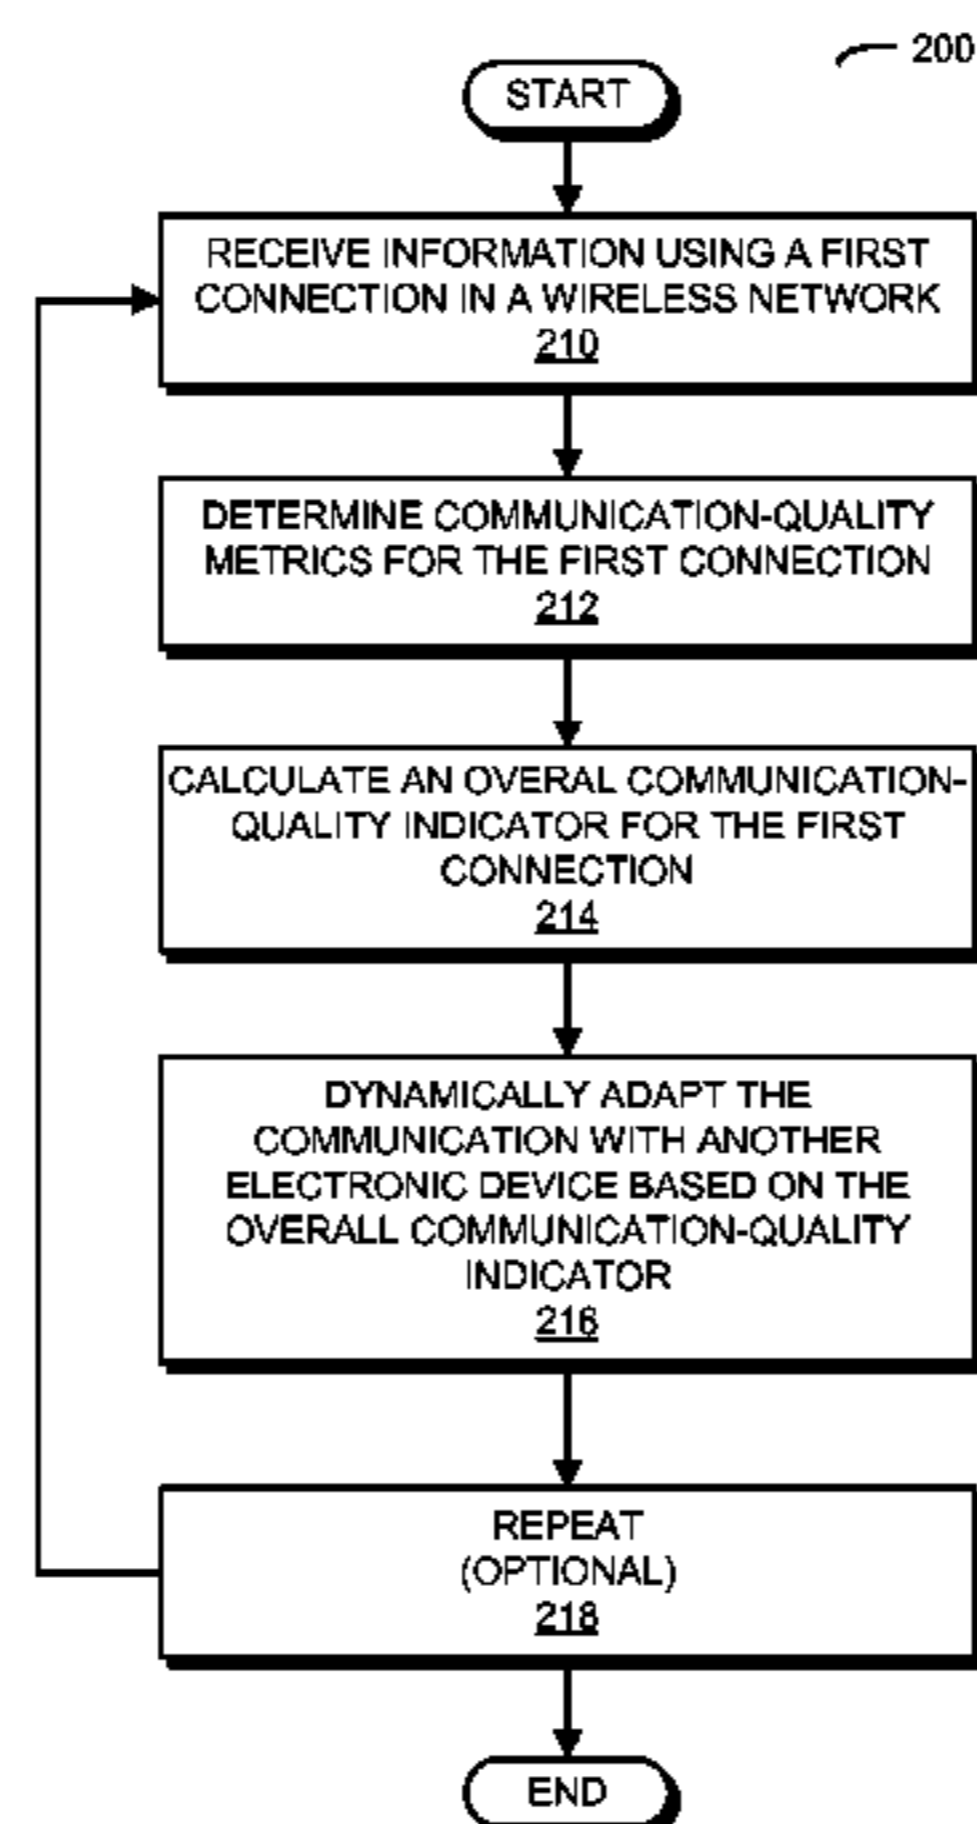 200
START
RECEIVE INFORMATION USING A FIRST
CONNECTION IN A WIRELESS NETWORK
210
DETERMINE COMMUNICATION-QUALITY
METRICS FOR THE FIRST CONNECTION
212
CALCULATE AN OVERAL COMMUNICATION-
QUALITY INDICATOR FOR THE FIRST
CONNECTION
214
DYNAMICALLY ADAPT THE
COMMUNICATION WITH ANOTHER
ELECTRONIC DEVICE BASED ON THE
OVERALL COMMUNICATION-QUALITY
INDICATOR
216
REPEAT
(OPTIONAL)
218
END